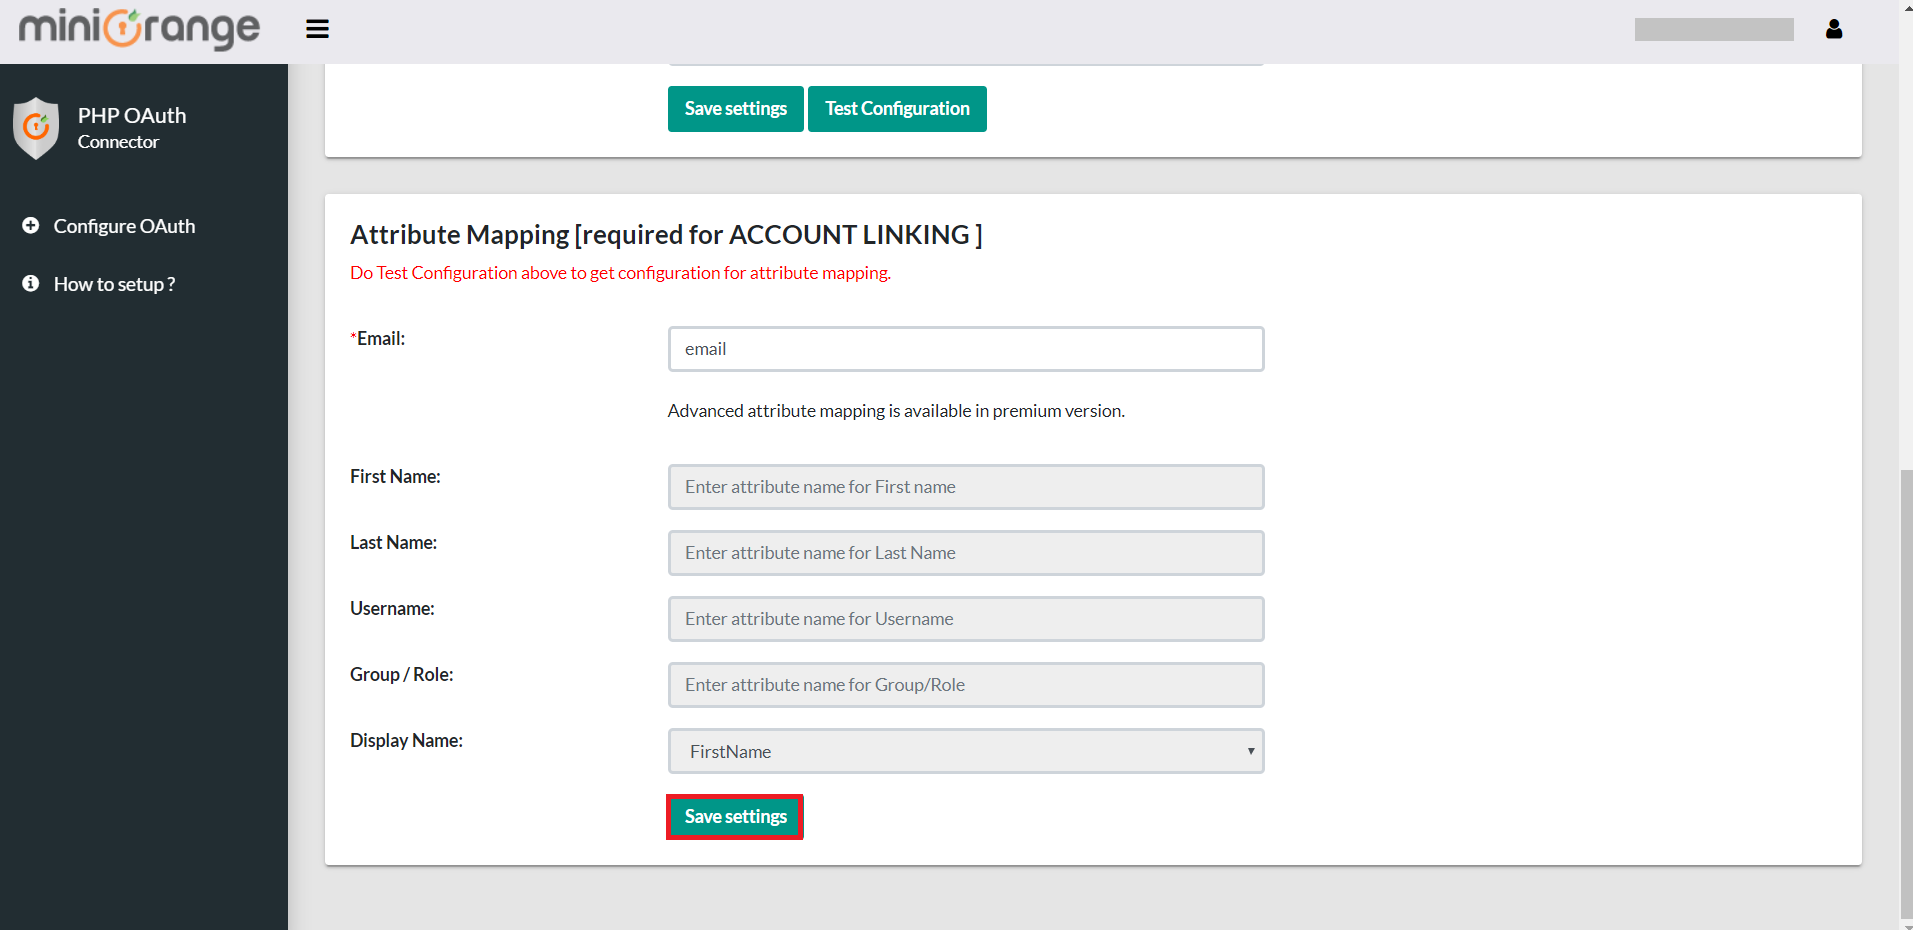 miniOrange
PHP OAuth
Connector
Configure OAuth
How to setup ?
Save settings
Test Configuration
Attribute Mapping [required for ACCOUNT LINKING ]
Do Test Configuration above to get configuration for attribute mapping.
*Email:
email
Advanced attribute mapping is available in premium version.
First Name:
Enter attribute name for First name
Last Name:
Enter attribute name for Last Name
Username:
Enter attribute name for Username
Group / Role:
Enter attribute name for Group/Role
Display Name:
FirstName
Save settings